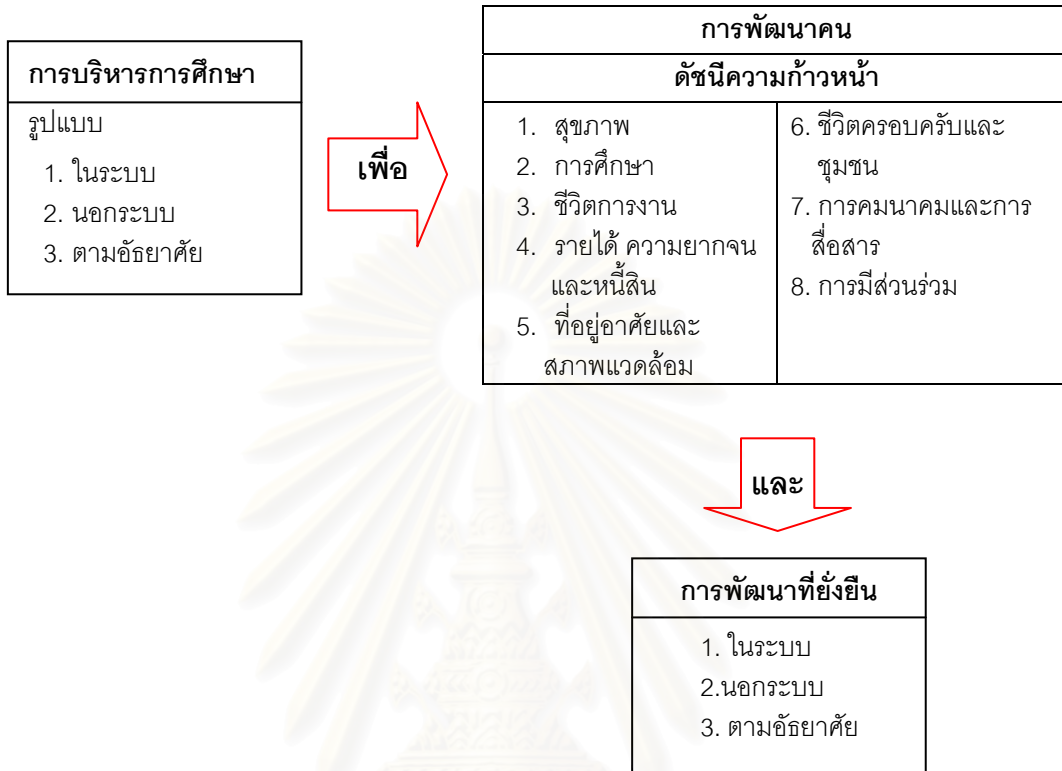 การบริหารการศึกษา
รูปแบบ
1. ในระบบ
2. นอกระบบ
3. ตามอัธยาศัย
เพื่อ
การพัฒนาคน
ดัชนีความก้าวหน้า
1. สุขภาพ
2. การศึกษา
3. ชีวิตการงาน
4. รายได้ ความยากจน
และหนี้สิน
5. ที่อยู่อาศัยและ
สภาพแวดล้อม
6. ชีวิตครอบครับและ
ชุมชน
7. การคมนาคมและการ
สื่อสาร
8. การมีส่วนร่วม
และ
การพัฒนาที่ยั่งยืน
1. ในระบบ
2.นอกระบบ
3. ตามอัธยาศัย